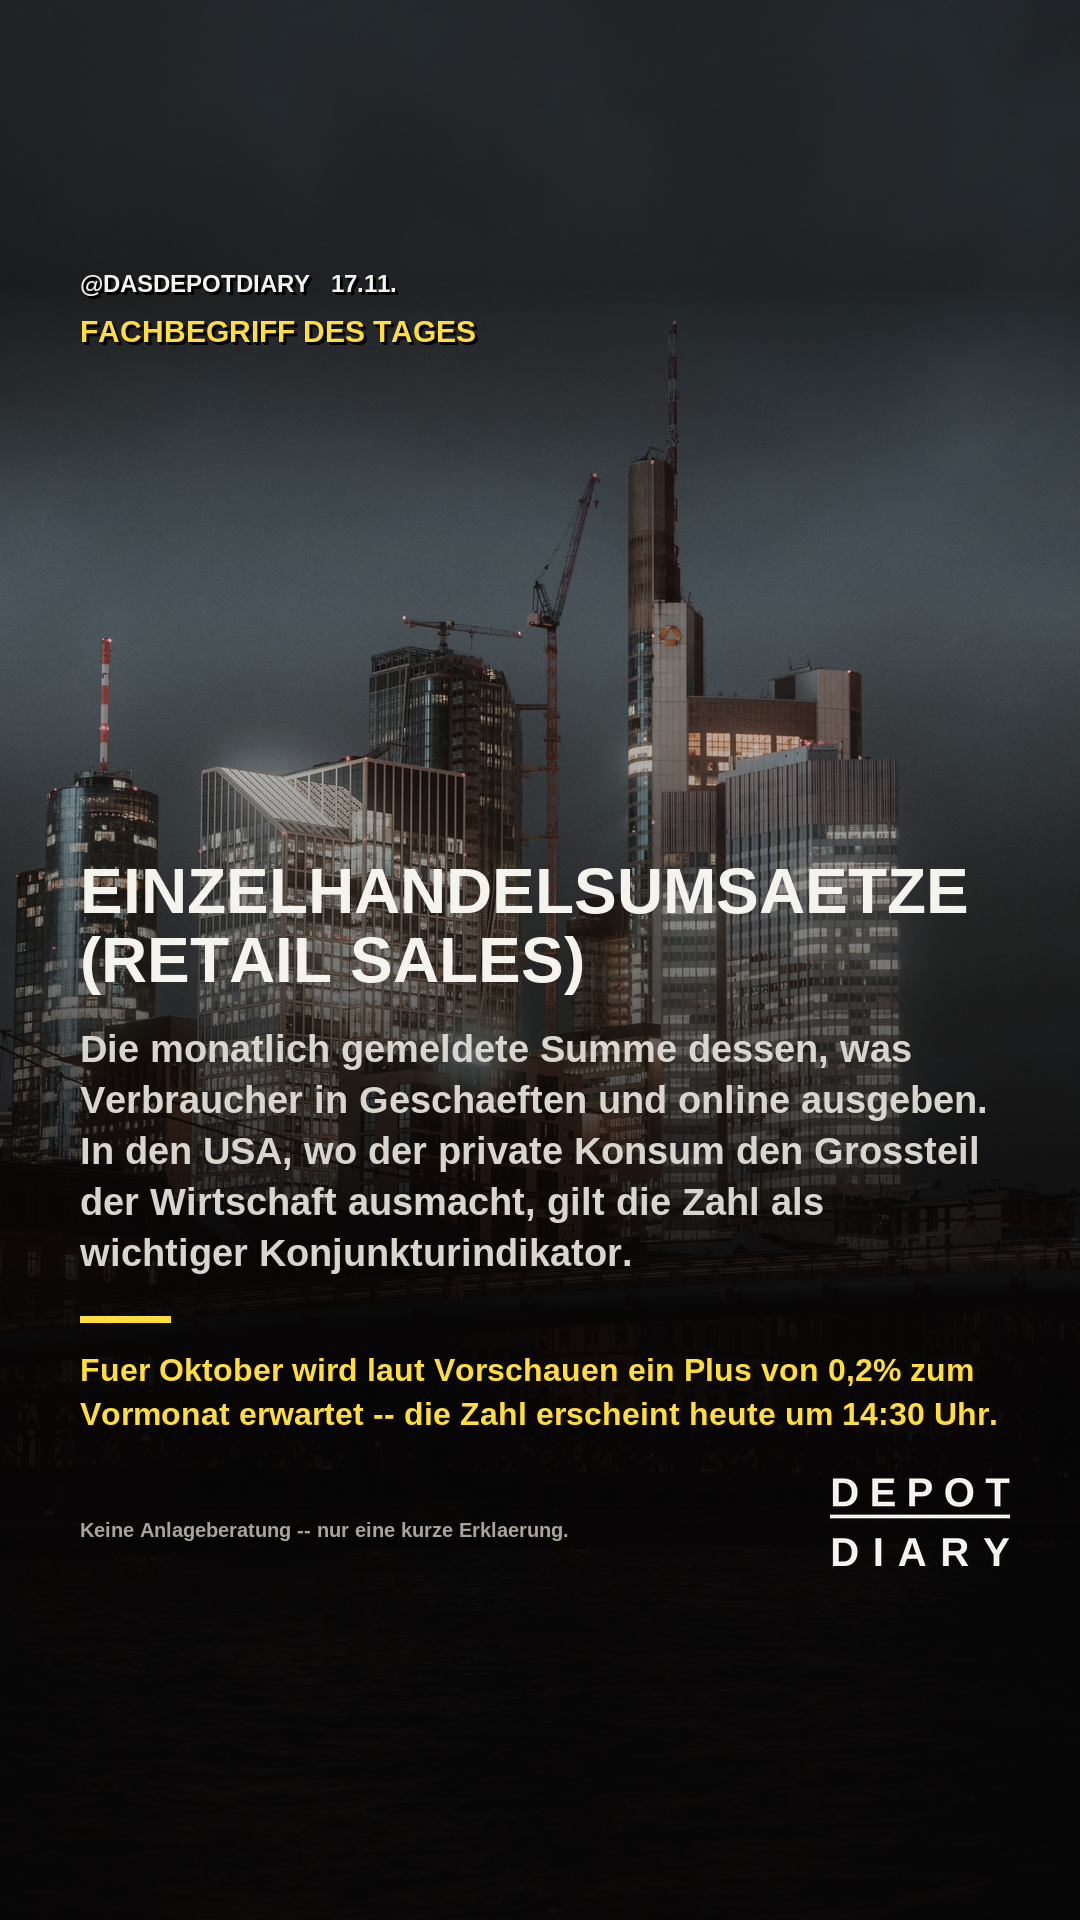 @DASDEPOTDIARY 17.11.
FACHBEGRIFF DES TAGES
EINZELHANDELSUMSAETZE
(RETAIL SALES)
Die monatlich gemeldete Summe dessen, was
Verbraucher in Geschaeften und online ausgeben.
In den USA, wo der private Konsum den Grossteil
der Wirtschaft ausmacht, gilt die Zahl als
wichtiger Konjunkturindikator.
Fuer Oktober wird laut Vorschauen ein Plus von 0,2% zum
Vormonat erwartet -- die Zahl erscheint heute um 14:30 Uhr.
Keine Anlageberatung -- nur eine kurze Erklaerung.
DEPOT
DIARY